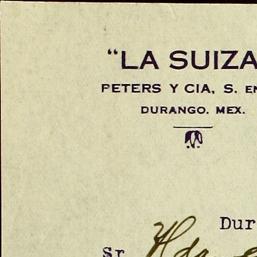 "LA SUIZA
PETERS Y CIA, S. EN
DURANGO. MEX.
Dur
Sr.